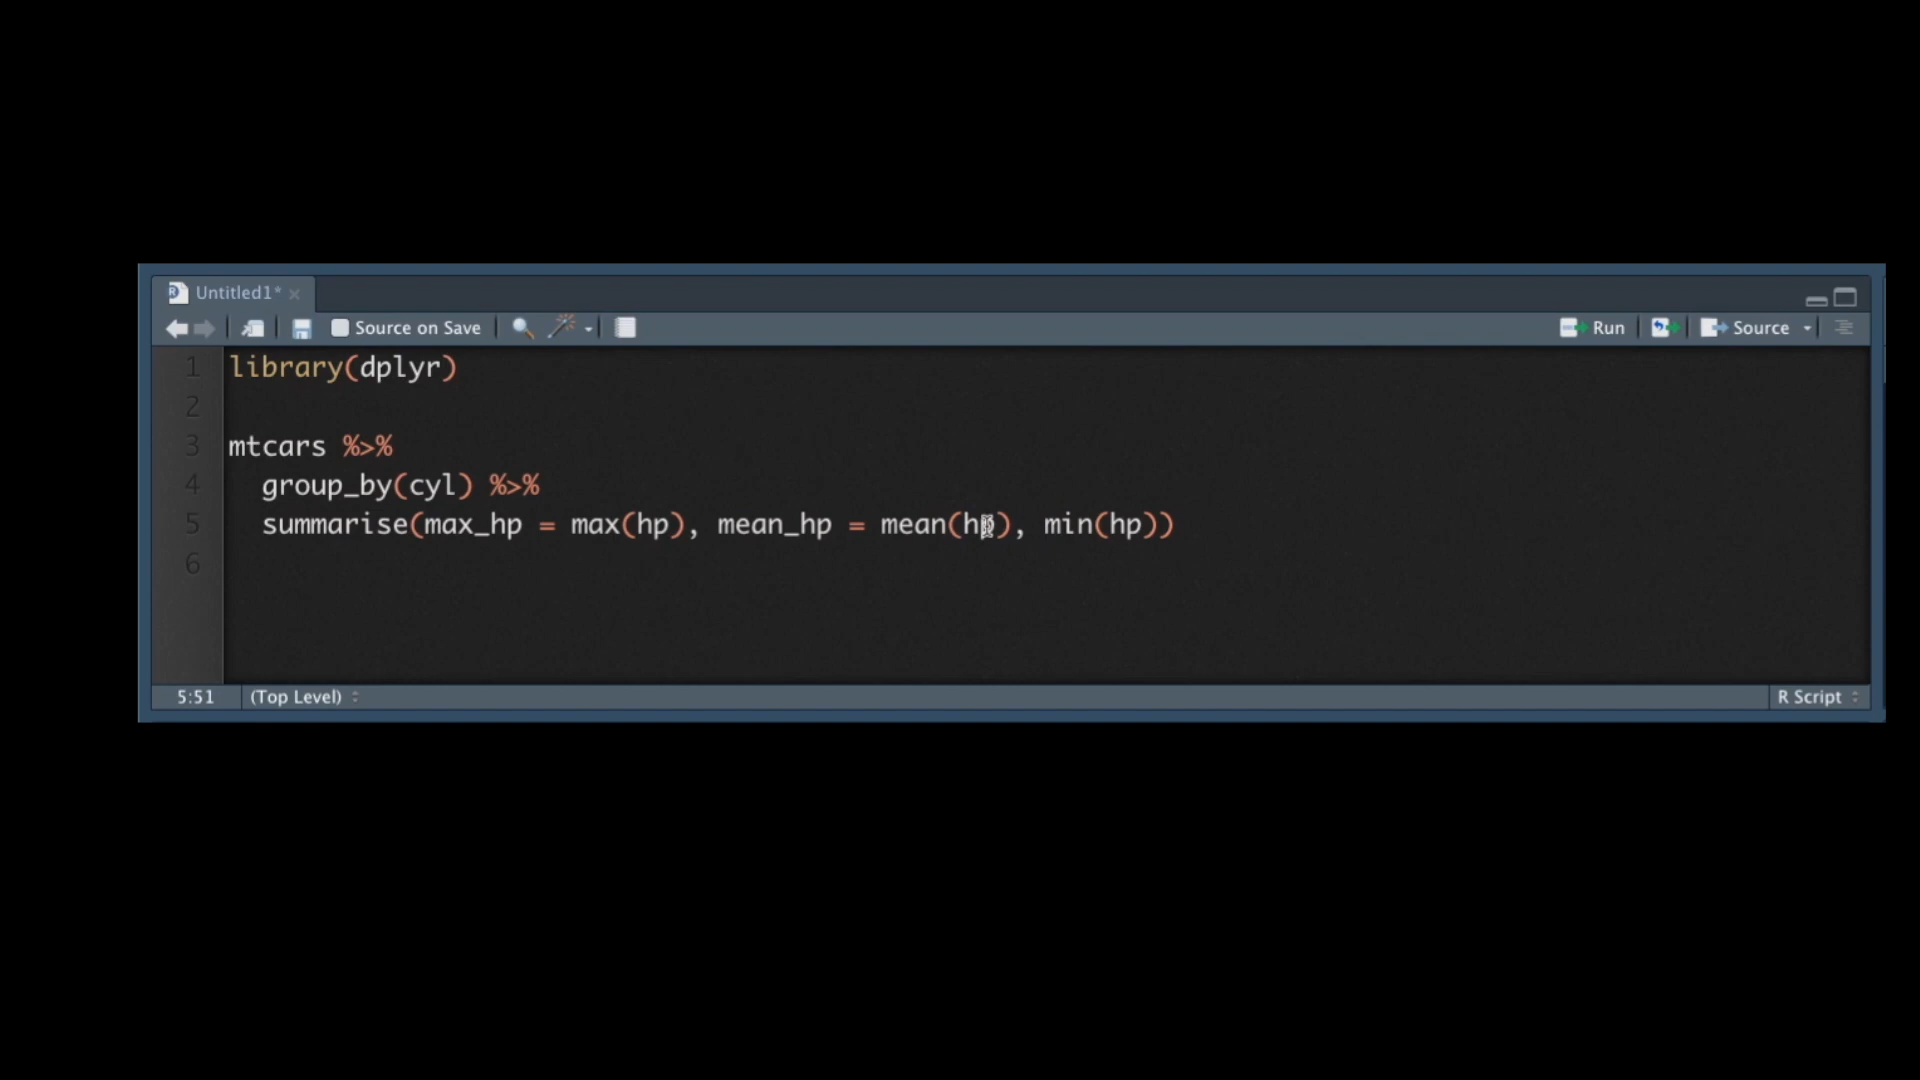 Untitled1*
Source on Save Run Source
1 library(dplyr)
2
3 mtcars %>%
4 group_by(cyl) %>%
5 summarise(max_hp = max(hp), mean_hp = mean(hp), min(hp))
6
5:51 (Top Level) R Script